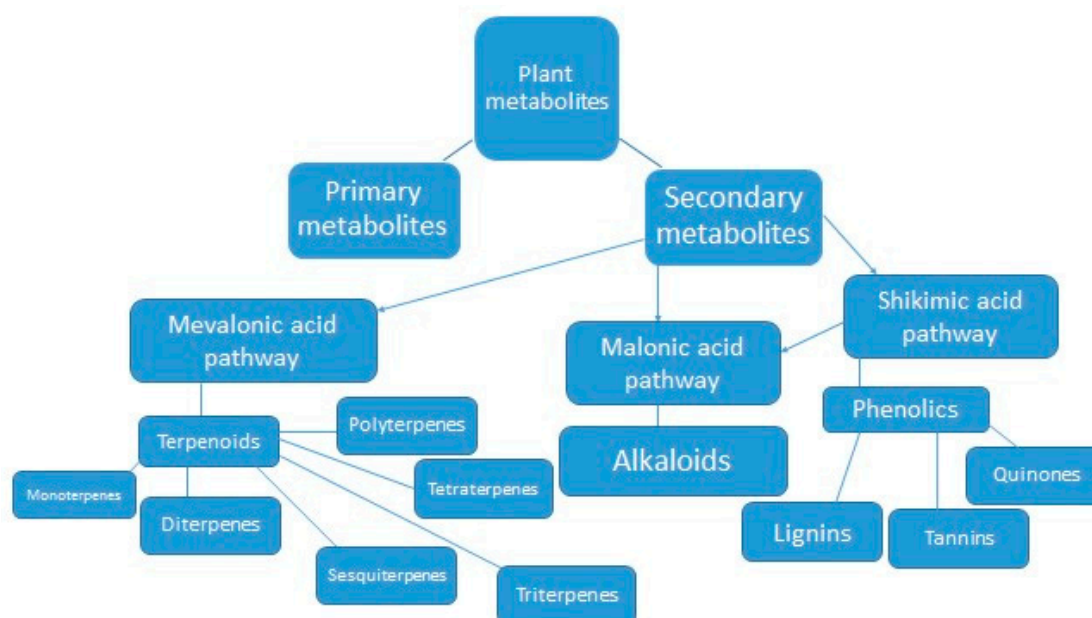 Plant
metabolites
Primary
metabolites
Secondary
metabolites
Mevalonic acid
pathway
Malonic acid
pathway
Shikimic acid
pathway
Terpenoids
Polyterpenes
Tetraterpenes
Monoterpenes
Diterpenes
Sesquiterpenes
Triterpenes
Alkaloids
Phenolics
Quinones
Lignins
Tannins